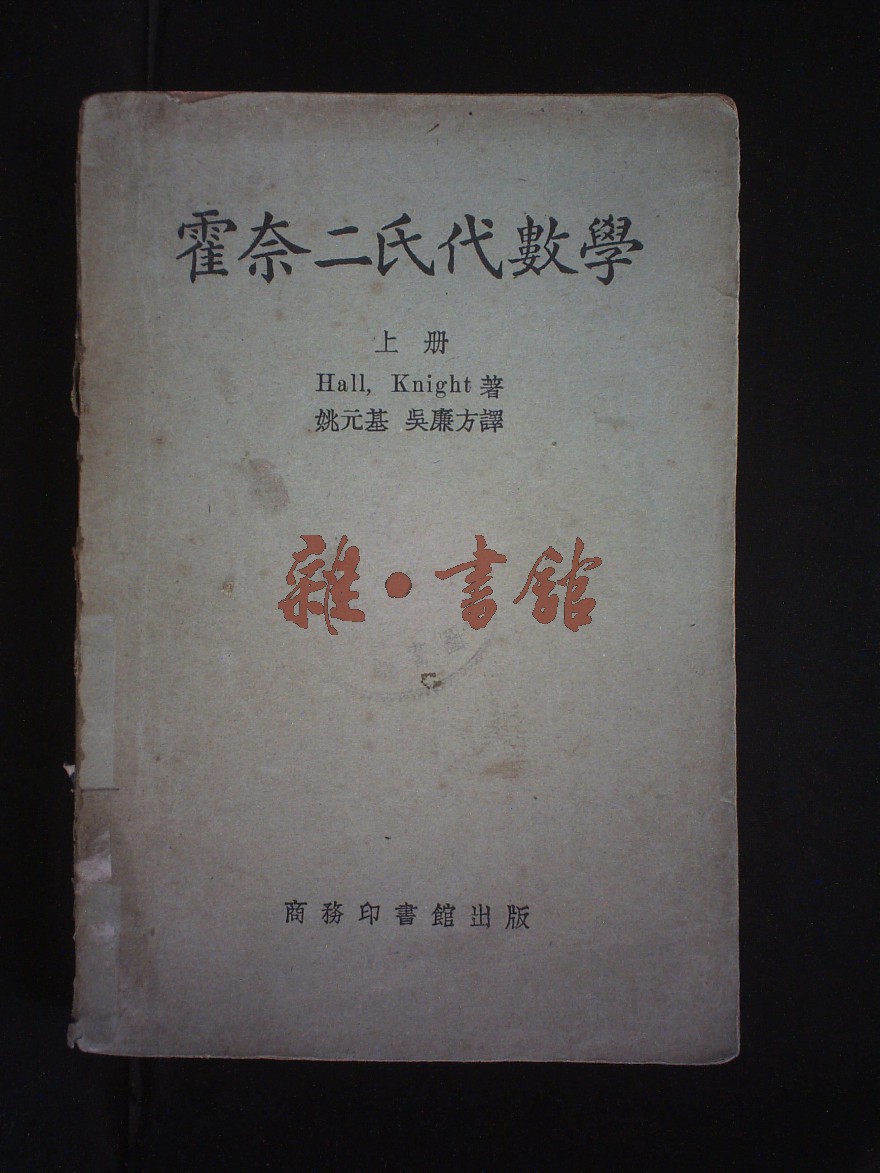 霍奈二氏代數學
上册
Hall, Knight 著
姚元基 吳廉方譯
雜·書館
商務印書館出版